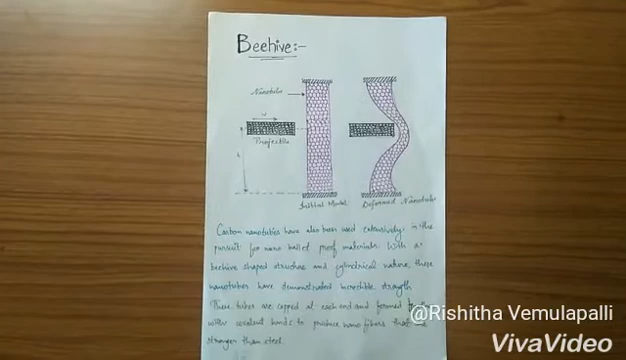 Beehive:-
Nanotube
v
Projectile
h
Initial Model
Deformed Nanotube
Carbon nanotubes have also been used extensively in the
pursuit for nano bullet proof materials. With a
beehive shaped structure and cylindrical nature these
nanotubes have demonstrated incredible strength.
These tubes are capped at each end and formed
with covalent bonds to produce nano fibers that are
stronger than steel.
@Rishitha Vemulapalli
VivaVideo